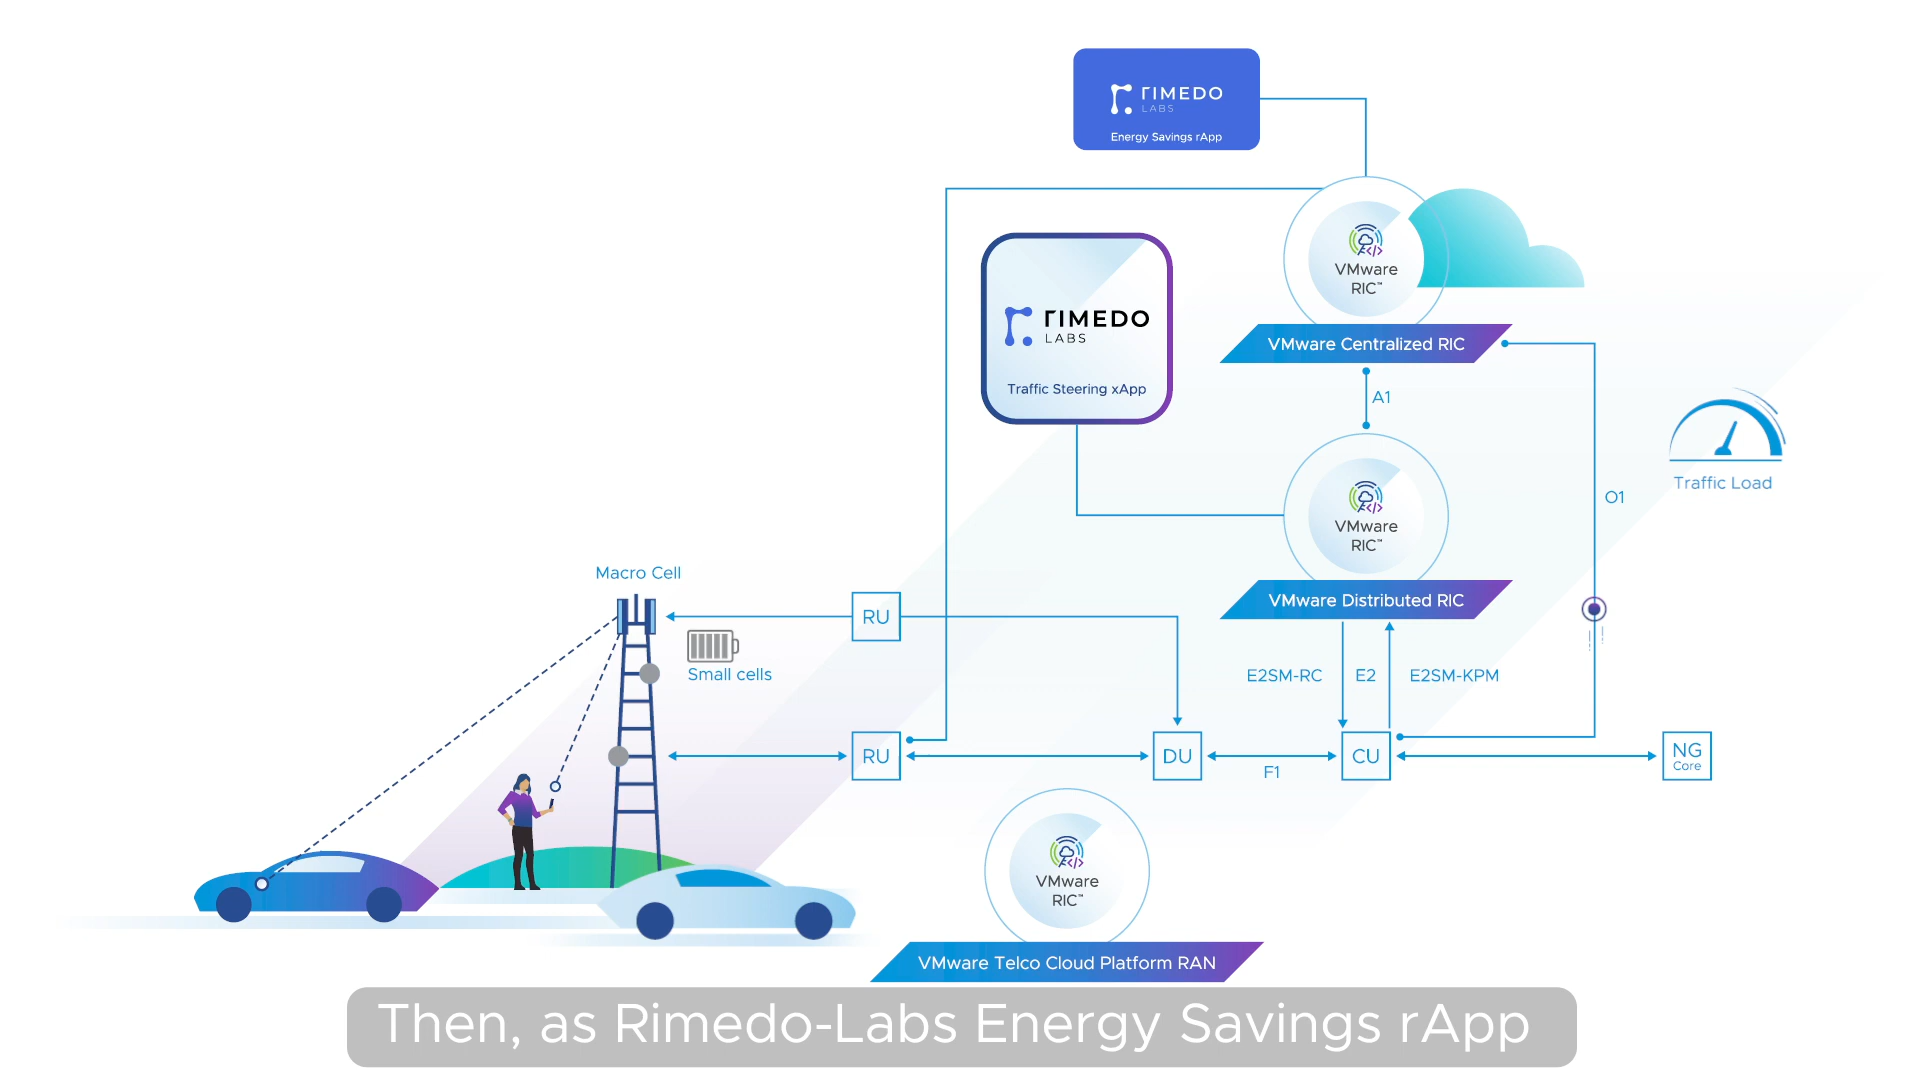 rIMEDO
LABS
Energy Savings rApp
VMware
RIC™
rIMEDO
LABS
Traffic Steering xApp
VMware Centralized RIC
A1
VMware
RIC™
O1
Traffic Load
Macro Cell
VMware Distributed RIC
RU
Small cells
E2SM-RC
E2
E2SM-KPM
RU
DU
F1
CU
NG
Core
VMware
RIC™
VMware Telco Cloud Platform RAN
Then, as Rimedo-Labs Energy Savings rApp